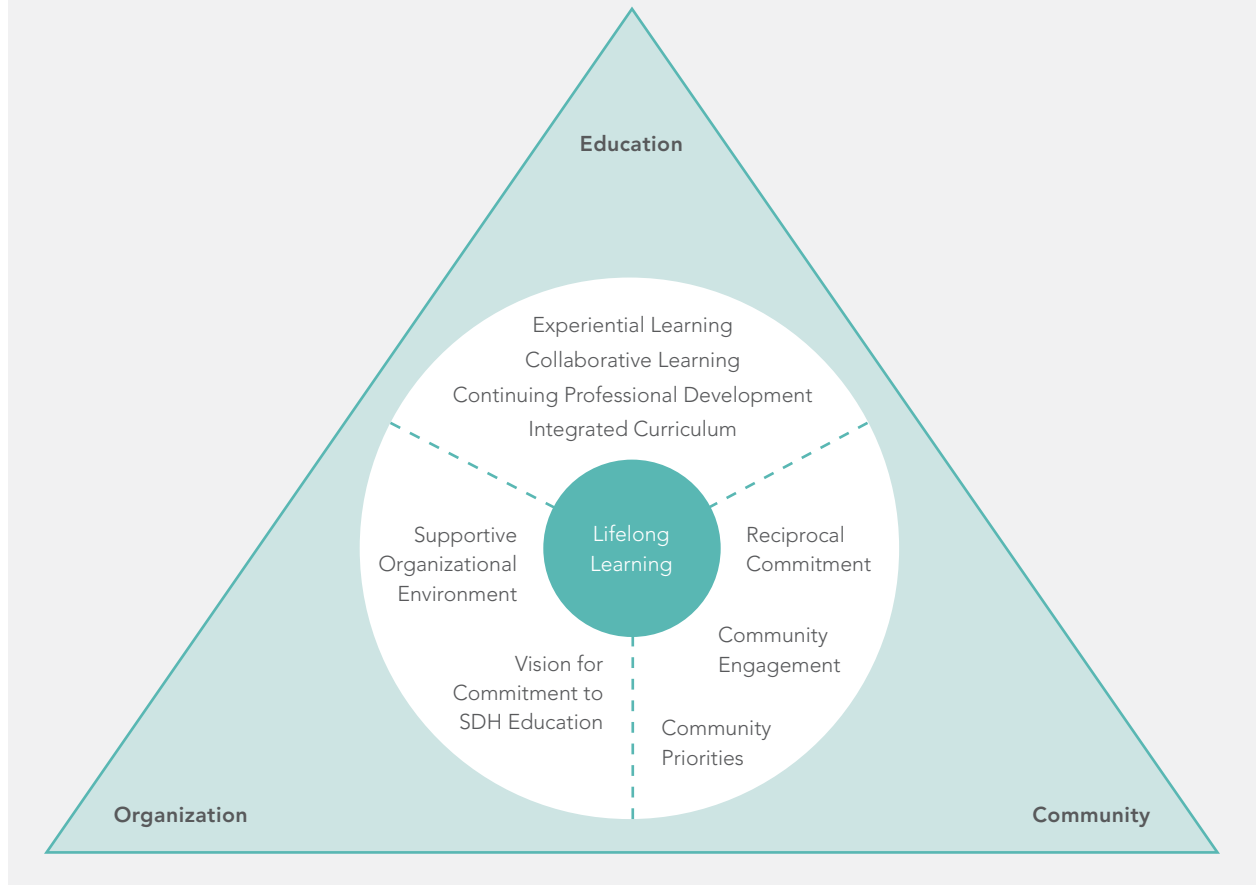 Education
Experiential Learning
Collaborative Learning
Continuing Professional Development
Integrated Curriculum
Lifelong
Learning
Supportive
Organizational
Environment
Vision for
Commitment to
SDH Education
Reciprocal
Commitment
Community
Engagement
Community
Priorities
Organization
Community